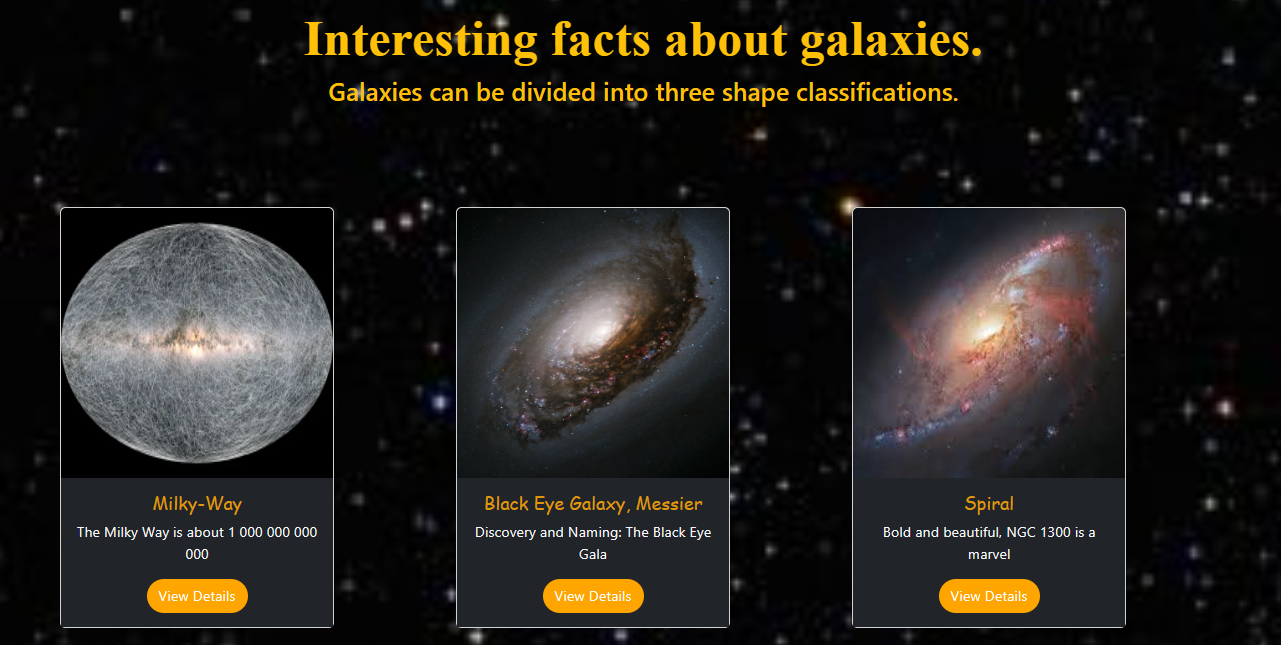 Interesting facts about galaxies.
Galaxies can be divided into three shape classifications.
Milky-Way
The Milky Way is about 1 000 000 000
000
View Details
Black Eye Galaxy, Messier
Discovery and Naming: The Black Eye
Gala
View Details
Spiral
Bold and beautiful, NGC 1300 is a
marvel
View Details